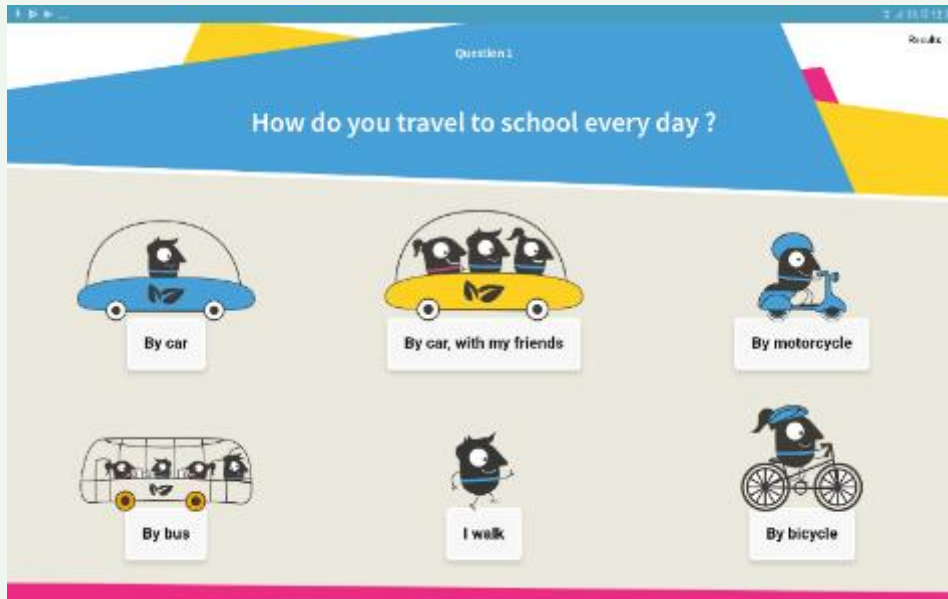 Results
Question 1
How do you travel to school every day ?
By car
By car, with my friends
By motorcycle
By bus
I walk
By bicycle